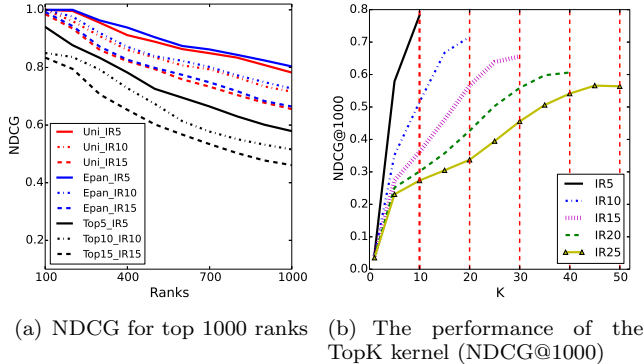 1.0
0.8
0.6
0.4
0.2
NDCG
Uni_IR5
Uni_IR10
Uni_IR15
Epan_IR5
Epan_IR10
Epan_IR15
Top5_IR5
Top10_IR10
Top15_IR15
100 400 700 1000
Ranks
(a) NDCG for top 1000 ranks
0.8
0.7
0.6
0.5
0.4
0.3
0.2
0.1
0.0
NDCG@1000
IR5
IR10
IR15
IR20
IR25
0 10 20 30 40 50
K
(b) The performance of the
TopK kernel (NDCG@1000)